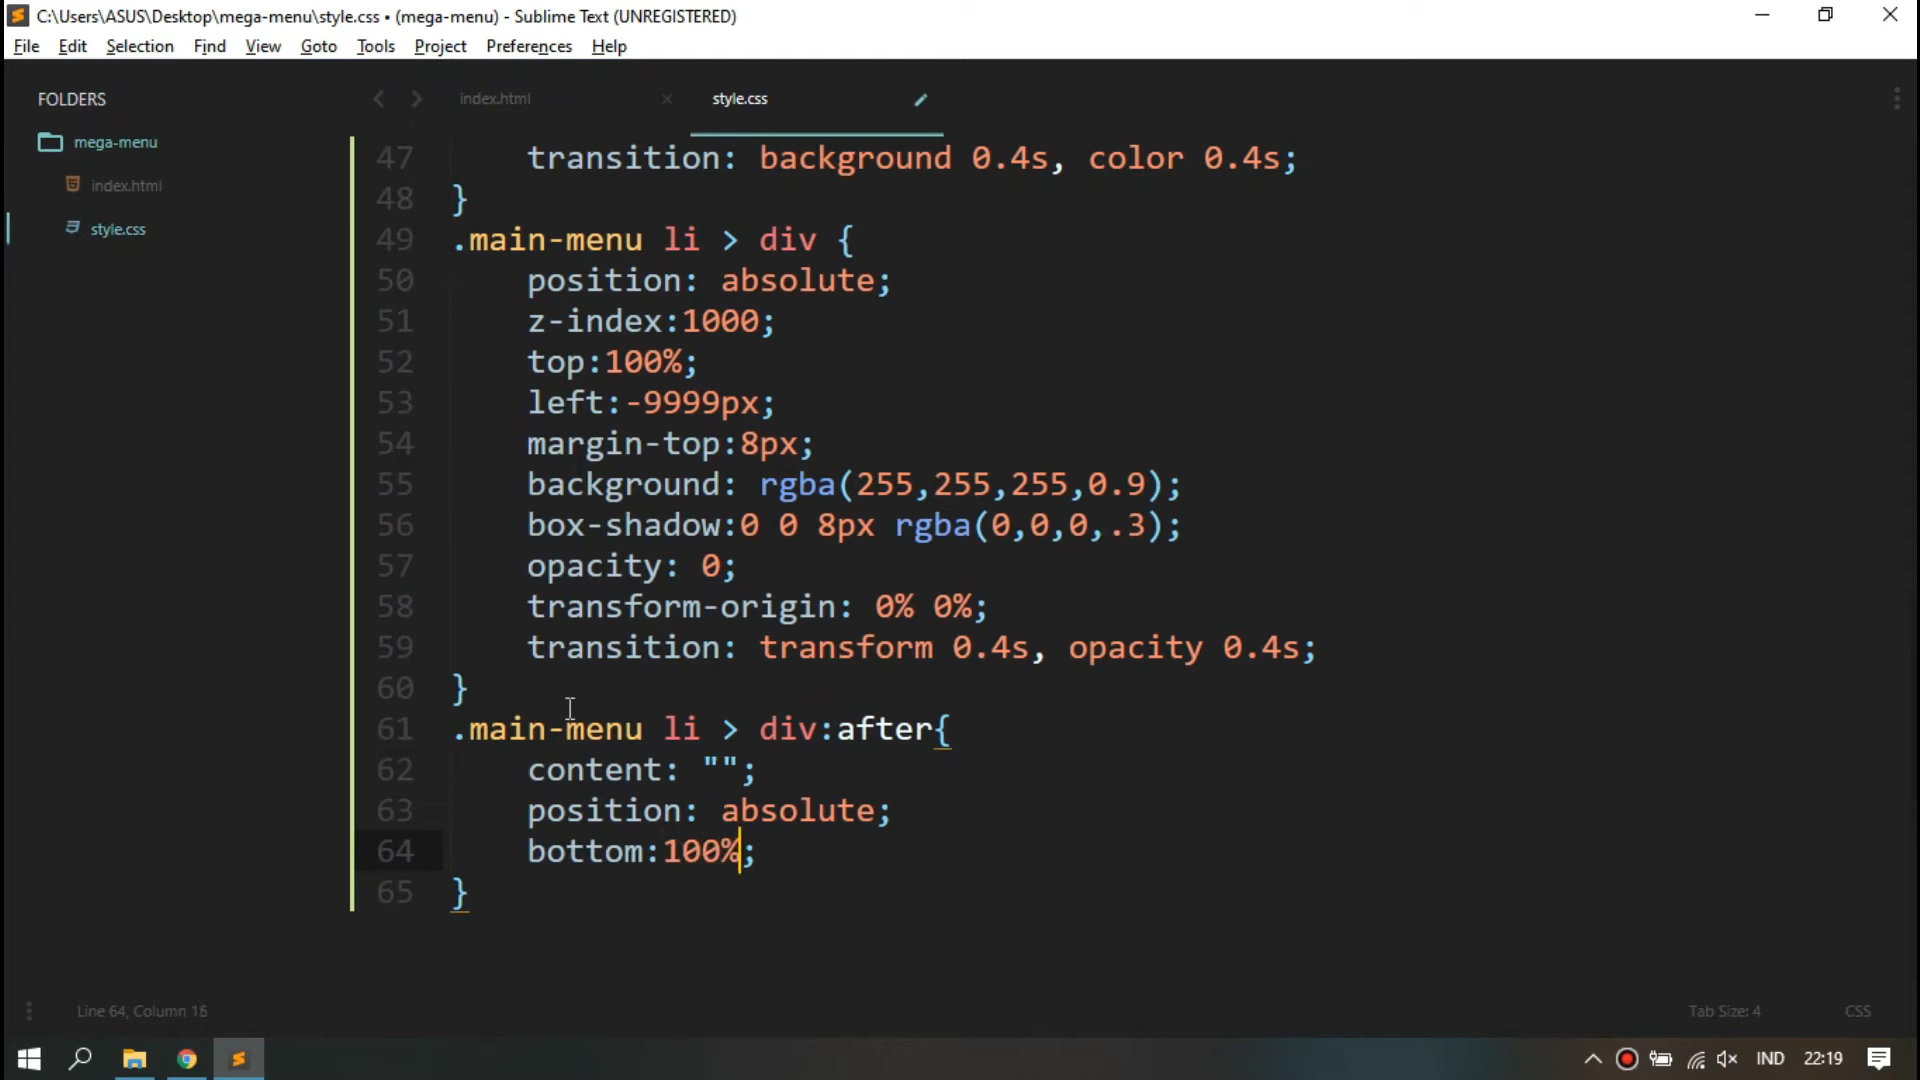 C:\Users\ASUS\Desktop\mega-menu\style.css • (mega-menu) - Sublime Text (UNREGISTERED)
File Edit Selection Find View Goto Tools Project Preferences Help
FOLDERS
mega-menu
index.html
style.css
index.html
style.css
47 transition: background 0.4s, color 0.4s;
48 }
49 .main-menu li > div {
50 position: absolute;
51 z-index:1000;
52 top:100%;
53 left:-9999px;
54 margin-top:8px;
55 background: rgba(255,255,255,0.9);
56 box-shadow:0 0 8px rgba(0,0,0,.3);
57 opacity: 0;
58 transform-origin: 0% 0%;
59 transition: transform 0.4s, opacity 0.4s;
60 }
61 .main-menu li > div:after{
62 content: "";
63 position: absolute;
64 bottom:100%;
65 }
Line 64, Column 16
Tab Size: 4
CSS
IND
22:19